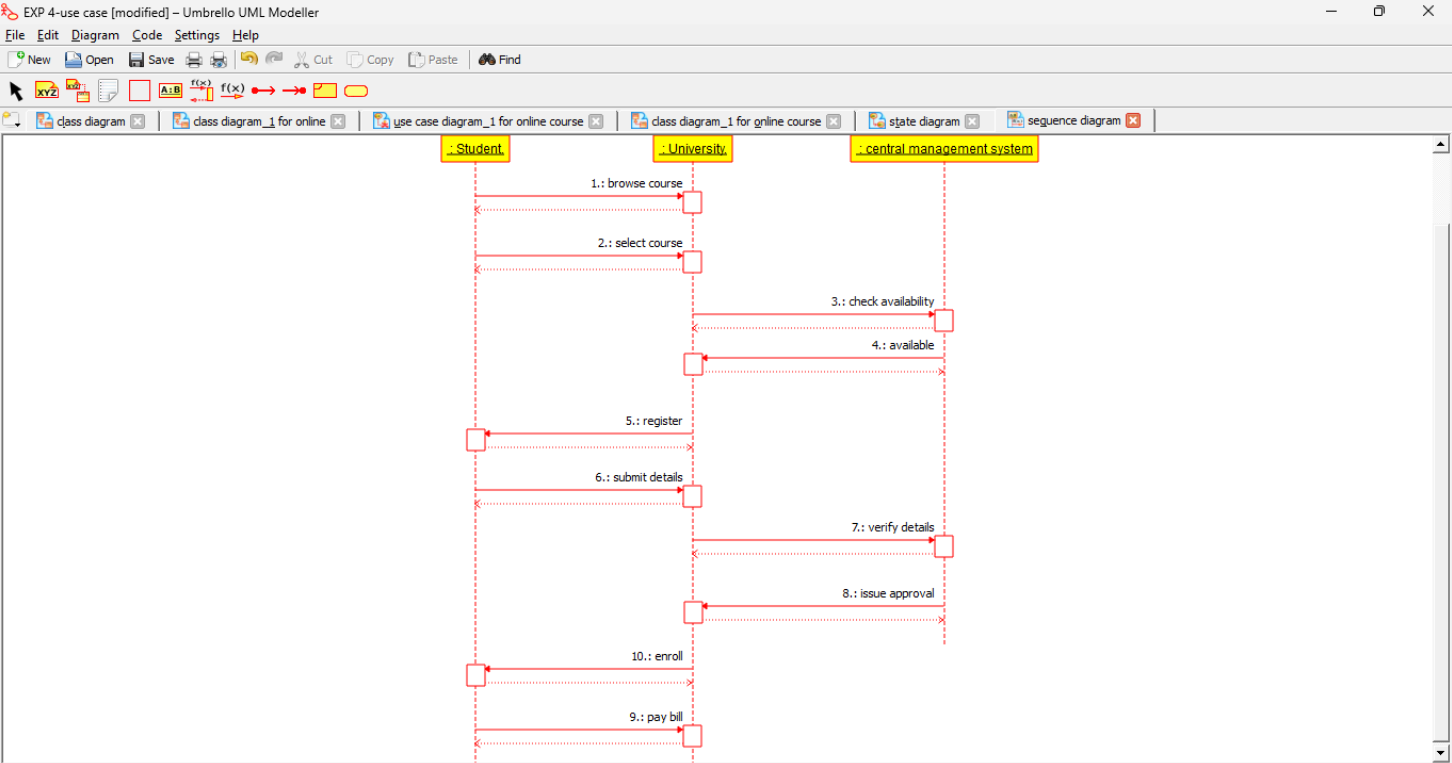 EXP 4-use case [modified] – Umbrello UML Modeller
File Edit Diagram Code Settings Help
New Open Save Cut Copy Paste Find
XYZ XYZ A:B f(x) f(x)
class diagram class diagram_1 for online use case diagram_1 for online course class diagram_1 for online course state diagram sequence diagram
: Student : University : central management system
1.: browse course
2.: select course
3.: check availability
4.: available
5.: register
6.: submit details
7.: verify details
8.: issue approval
10.: enroll
9.: pay bill